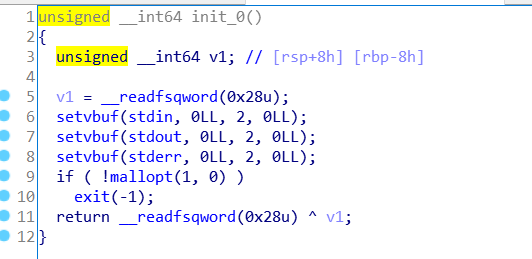 1 unsigned __int64 init_0()
2 {
3 unsigned __int64 v1; // [rsp+8h] [rbp-8h]
4
5 v1 = __readfsqword(0x28u);
6 setvbuf(stdin, 0LL, 2, 0LL);
7 setvbuf(stdout, 0LL, 2, 0LL);
8 setvbuf(stderr, 0LL, 2, 0LL);
9 if ( !mallopt(1, 0) )
10 exit(-1);
11 return __readfsqword(0x28u) ^ v1;
12 }